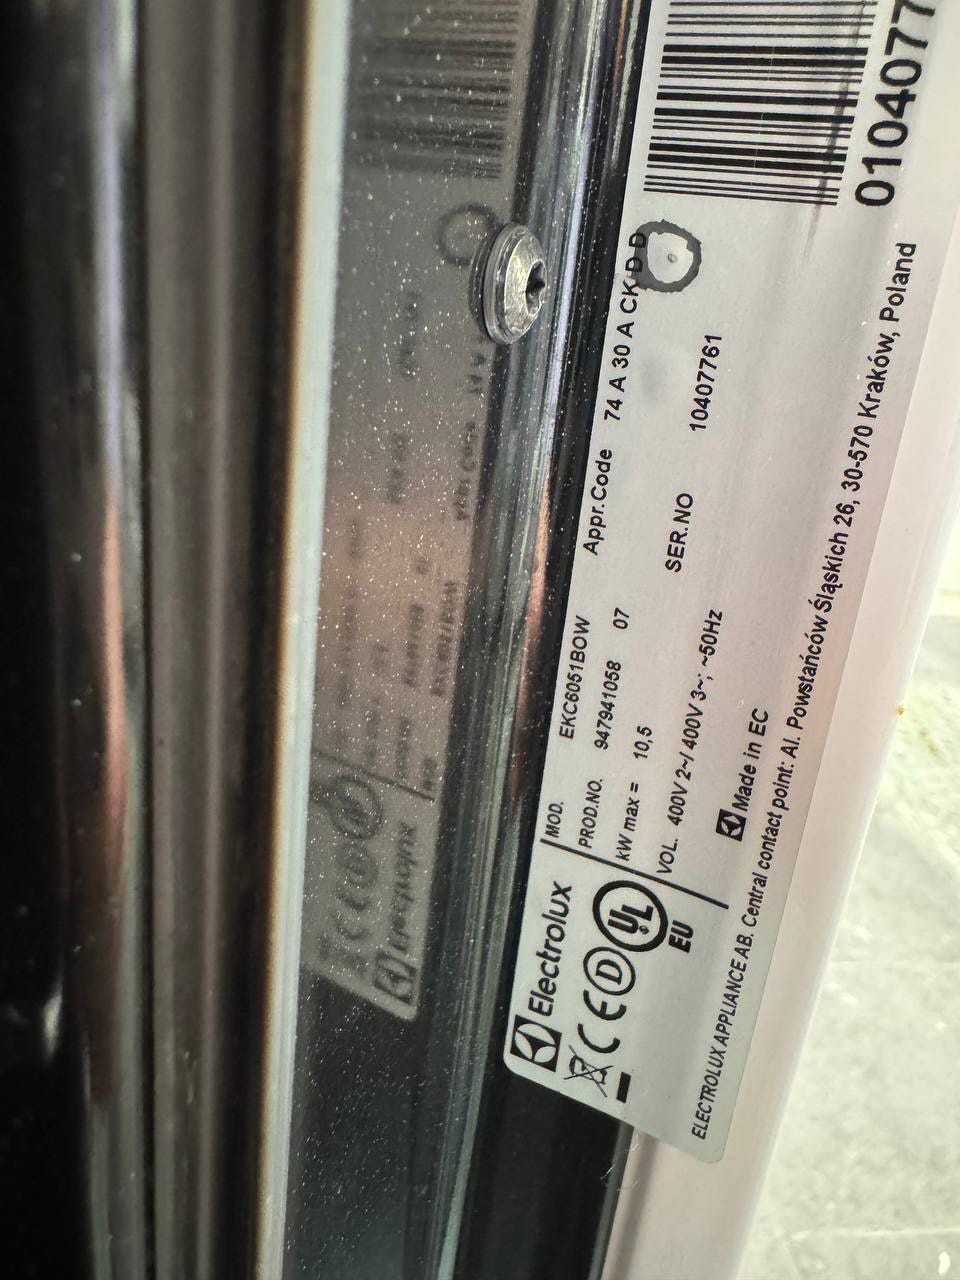 Electrolux
MOD. EKC6051BOW Appr.Code 74 A 30 A CK D D
PROD.NO. 947941058 07
kW max = 10,5 SER.NO 10407761
VOL. 400V 2~/ 400V 3~; ~50Hz
CE D UL
EU
Made in EC
ELECTROLUX APPLIANCE AB. Central contact point: Al. Powstańców Śląskich 26, 30-570 Kraków, Poland
0104077